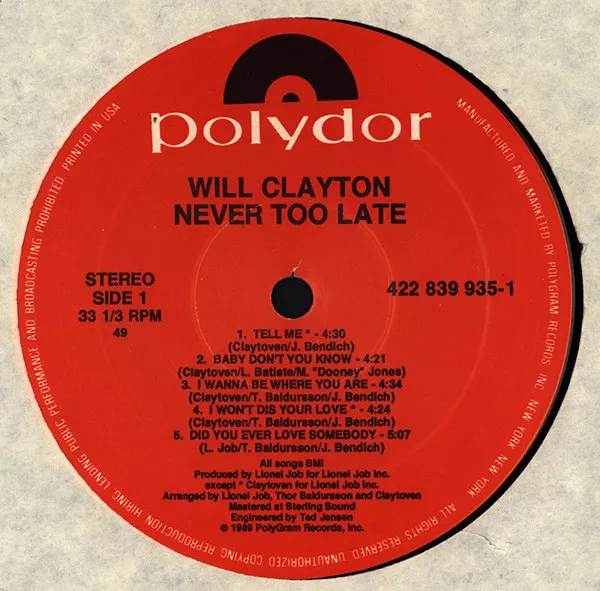 polydor
WILL CLAYTON
NEVER TOO LATE
STEREO
SIDE 1
33 1/3 RPM
49
422 839 935-1
1. TELL ME * - 4:30
(Claytoven/J. Bendich)
2. BABY DON'T YOU KNOW - 4:21
(Claytoven/L. Batiste/M. "Dooney" Jones)
3. I WANNA BE WHERE YOU ARE - 4:34
(Claytoven/T. Baldursson/J. Bendich)
4. I WON'T DIS YOUR LOVE * - 4:24
(Claytoven/T. Baldursson/J. Bendich)
5. DID YOU EVER LOVE SOMEBODY - 5:07
(L. Job/T. Baldursson/J. Bendich)
All songs BMI
Produced by Lionel Job for Lionel Job Inc.
except * Claytoven for Lionel Job Inc.
Arranged by Lionel Job, Thor Baldursson and Claytoven
Mastered at Sterling Sound
Engineered by Ted Jensen
© 1989 PolyGram Records, Inc.
MANUFACTURED AND MARKETED BY POLYGRAM RECORDS, INC. NEW YORK, NEW YORK
ALL RIGHTS RESERVED. UNAUTHORIZED COPYING REPRODUCTION HIRING LENDING PUBLIC PERFORMANCE AND BROADCASTING PROHIBITED PRINTED IN USA